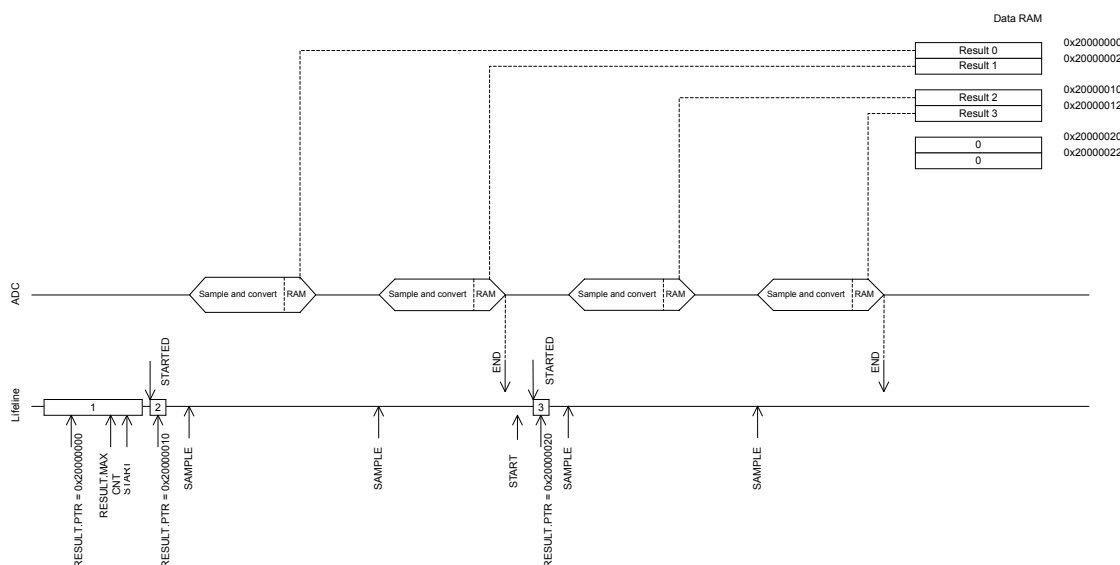 Data RAM
Result 0
0x20000000
Result 1
0x20000002
Result 2
0x20000010
Result 3
0x20000012
0
0x20000020
0
0x20000022
ADC
Sample and convert
RAM
Sample and convert
RAM
Sample and convert
RAM
Sample and convert
RAM
Lifeline
STARTED
END
STARTED
END
1
2
3
RESULT.PTR = 0x20000000
RESULT.MAX
CNT
START
RESULT.PTR = 0x20000010
SAMPLE
SAMPLE
START
RESULT.PTR = 0x20000020
SAMPLE
SAMPLE